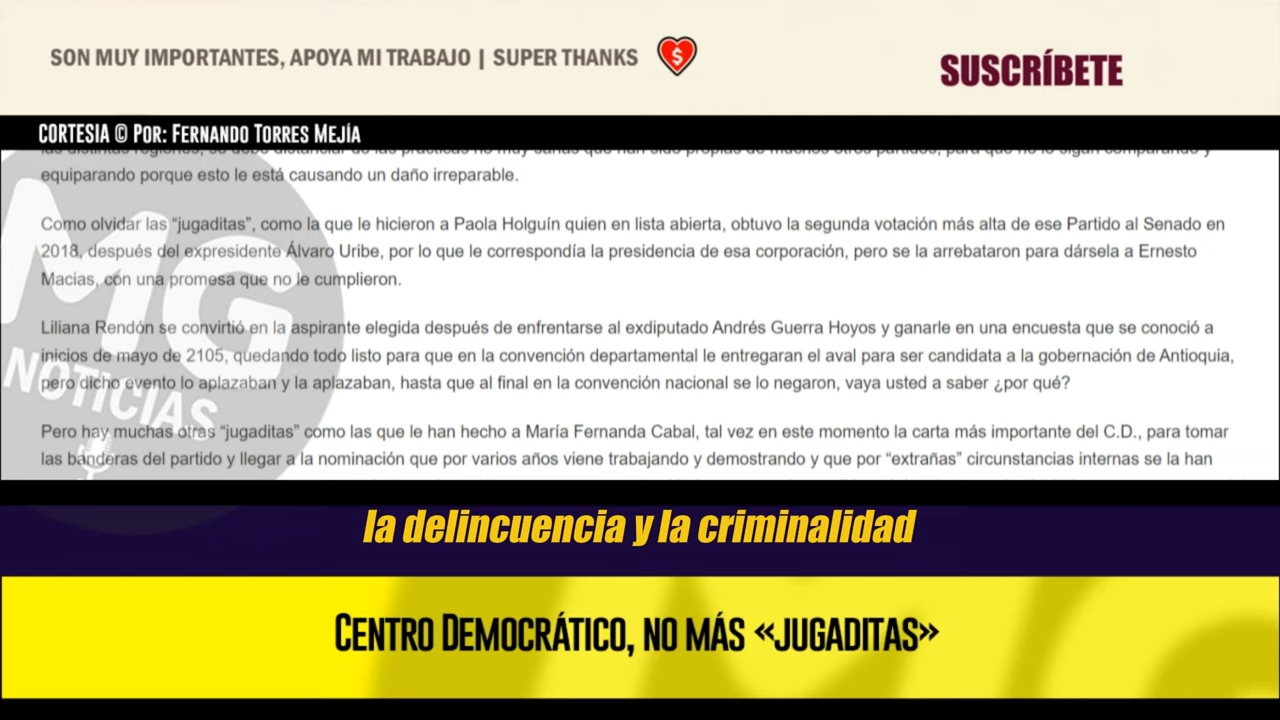 SON MUY IMPORTANTES, APOYA MI TRABAJO | SUPER THANKS
SUSCRÍBETE
CORTESIA © POR: FERNANDO TORRES MEJÍA
equiparando porque esto le está causando un daño irreparable.
Como olvidar las “jugaditas”, como la que le hicieron a Paola Holguín quien en lista abierta, obtuvo la segunda votación más alta de ese Partido al Senado en
2018, después del expresidente Álvaro Uribe, por lo que le correspondía la presidencia de esa corporación, pero se la arrebataron para dársela a Ernesto
Macias, con una promesa que no le cumplieron.
Liliana Rendón se convirtió en la aspirante elegida después de enfrentarse al exdiputado Andrés Guerra Hoyos y ganarle en una encuesta que se conoció a
inicios de mayo de 2105, quedando todo listo para que en la convención departamental le entregaran el aval para ser candidata a la gobernación de Antioquia,
pero dicho evento lo aplazaban y la aplazaban, hasta que al final en la convención nacional se lo negaron, vaya usted a saber ¿por qué?
Pero hay muchas otras “jugaditas” como las que le han hecho a María Fernanda Cabal, tal vez en este momento la carta más importante del C.D., para tomar
las banderas del partido y llegar a la nominación que por varios años viene trabajando y demostrando y que por “extrañas” circunstancias internas se la han
MG
NOTICIAS
la delincuencia y la criminalidad
CENTRO DEMOCRÁTICO, NO MÁS «JUGADITAS»